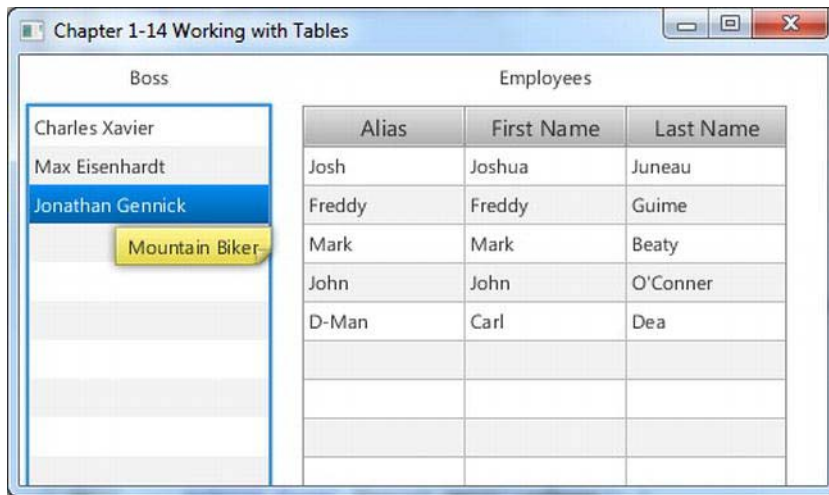 Chapter 1-14 Working with Tables
Boss
Employees
Charles Xavier
Max Eisenhardt
Jonathan Gennick
Mountain Biker
Alias First Name Last Name
Josh Joshua Juneau
Freddy Freddy Guime
Mark Mark Beaty
John John O'Conner
D-Man Carl Dea